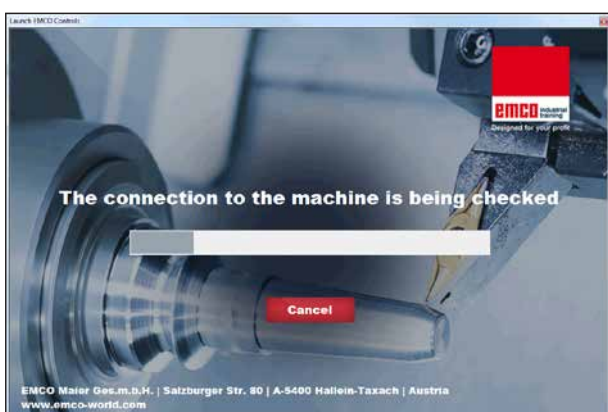 Launch EMCO Controls
emco industrial
training
Designed for your profit
The connection to the machine is being checked
Cancel
EMCO Maier Ges.m.b.H. | Salzburger Str. 80 | A-5400 Hallein-Taxach | Austria
www.emco-world.com